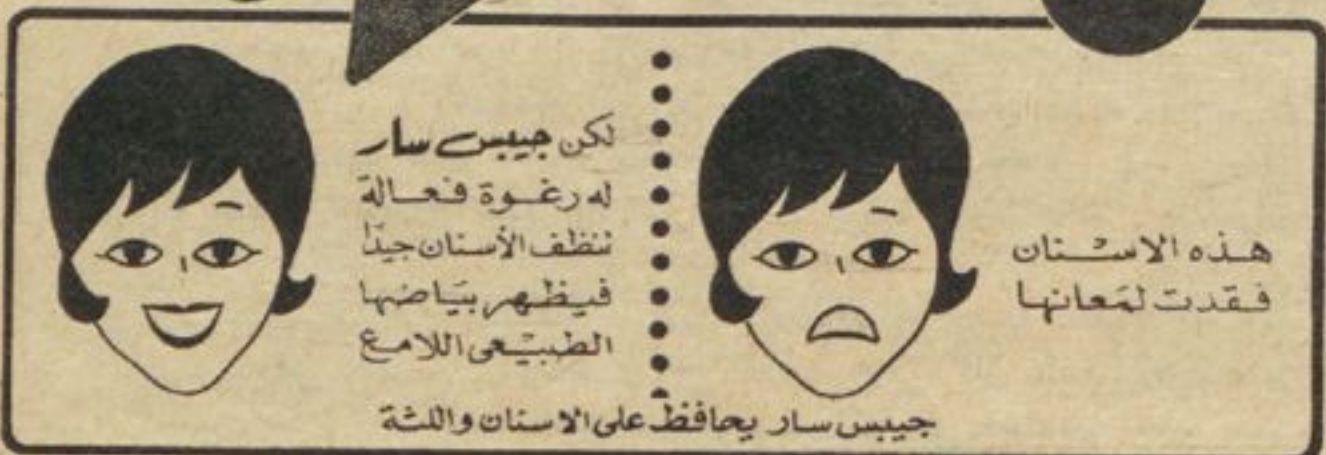 هذه الاسنان
فقدت لمعانها
لكن جيبس سار
له رغوة فعالة
تنظف الأسنان جيدًا
فيظهر بياضها
الطبيعى اللامع
جيبس سار يحافظ على الاسنان واللثة